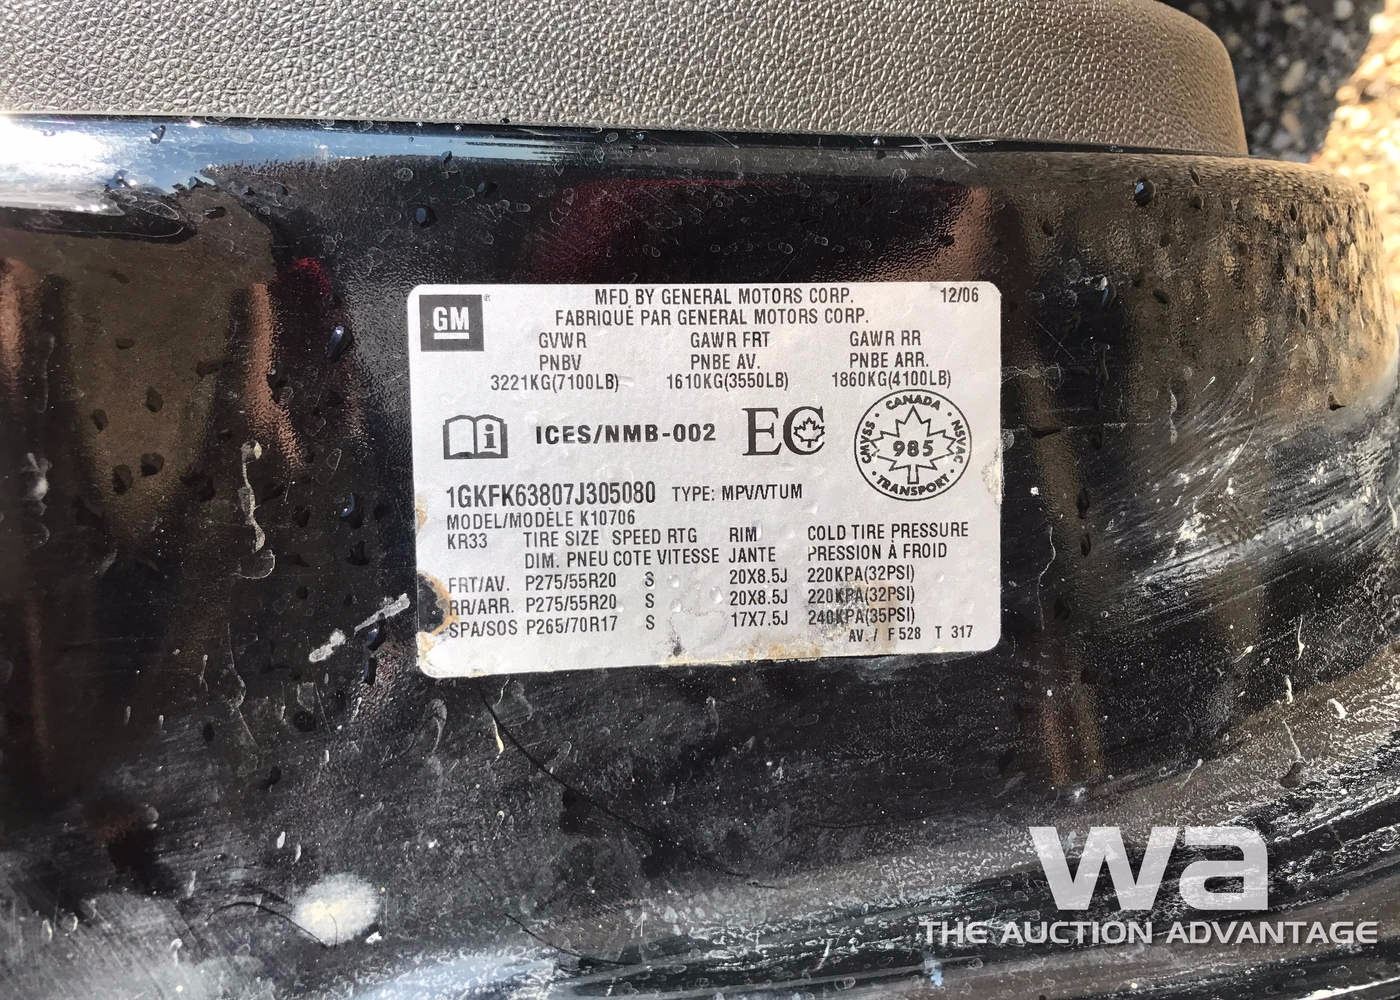 GM
MFD BY GENERAL MOTORS CORP. 12/06
FABRIQUÉ PAR GENERAL MOTORS CORP.
GVWR GAWR FRT GAWR RR
PNBV PNBE AV. PNBE ARR.
3221KG(7100LB) 1610KG(3550LB) 1860KG(4100LB)
ICES/NMB-002 EC
CANADA
CMVSS 985 NSVAC
TRANSPORT
1GKFK63807J305080 TYPE: MPV/VTUM
MODEL/MODÈLE K10706
KR33 TIRE SIZE SPEED RTG RIM COLD TIRE PRESSURE
DIM. PNEU COTE VITESSE JANTE PRESSION À FROID
FRT/AV. P275/55R20 S 20X8.5J 220KPA(32PSI)
RR/ARR. P275/55R20 S 20X8.5J 220KPA(32PSI)
SPA/SOS P265/70R17 S 17X7.5J 240KPA(35PSI)
AV. / F 528 T 317
wa
THE AUCTION ADVANTAGE